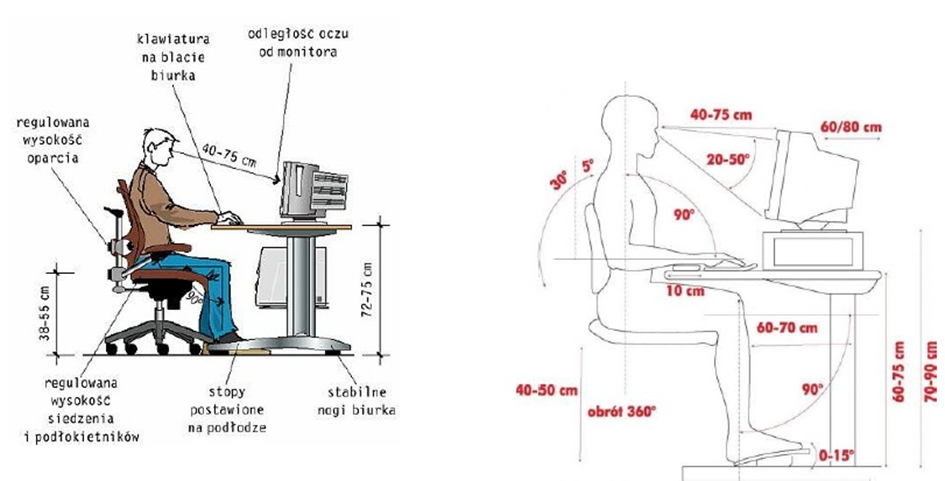 klawiatura
na blacie
biurka
odległość oczu
od monitora
regulowana
wysokość
oparcia
40-75 cm
90°
38-55 cm
72-75 cm
regulowana
wysokość
siedzenia
i podłokietników
stopy
postawione
na podłodze
stabilne
nogi biurka
40-75 cm
60/80 cm
20-50°
30°
5°
90°
10 cm
60-70 cm
40-50 cm
obrót 360°
90°
0-15°
60-75 cm
70-90 cm